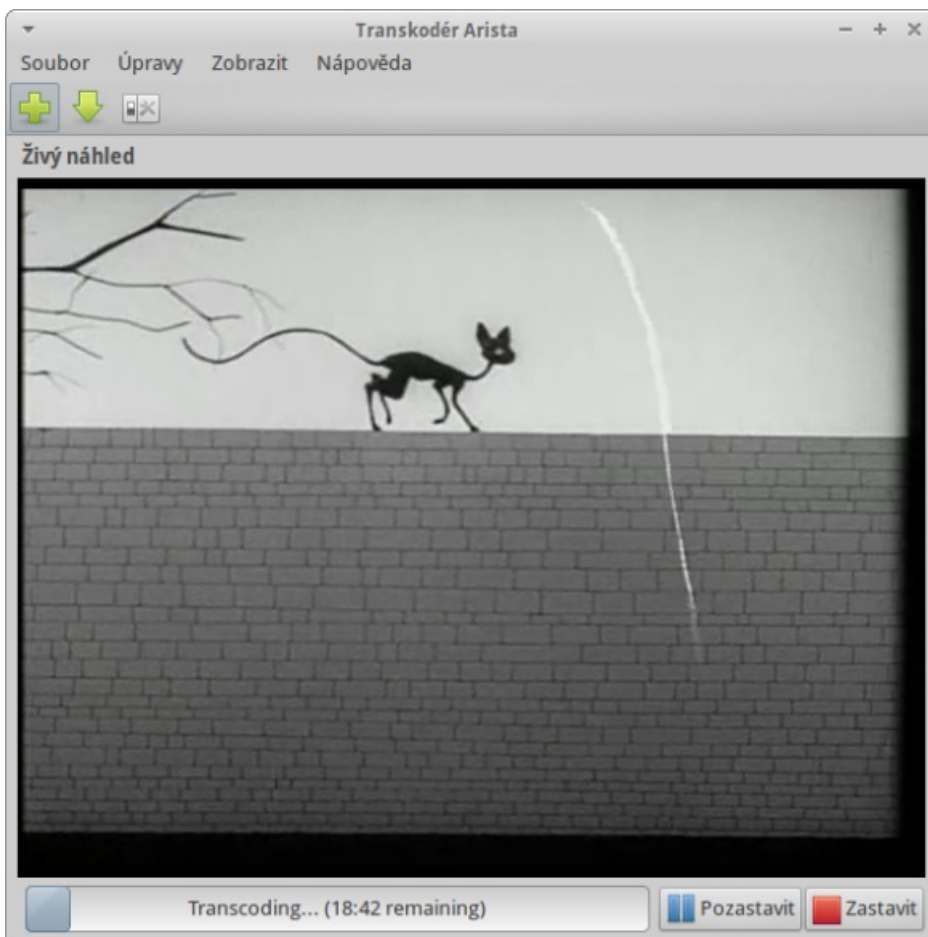 Transkodér Arista
Soubor Úpravy Zobrazit Nápověda
Živý náhled
Transcoding... (18:42 remaining) Pozastavit Zastavit